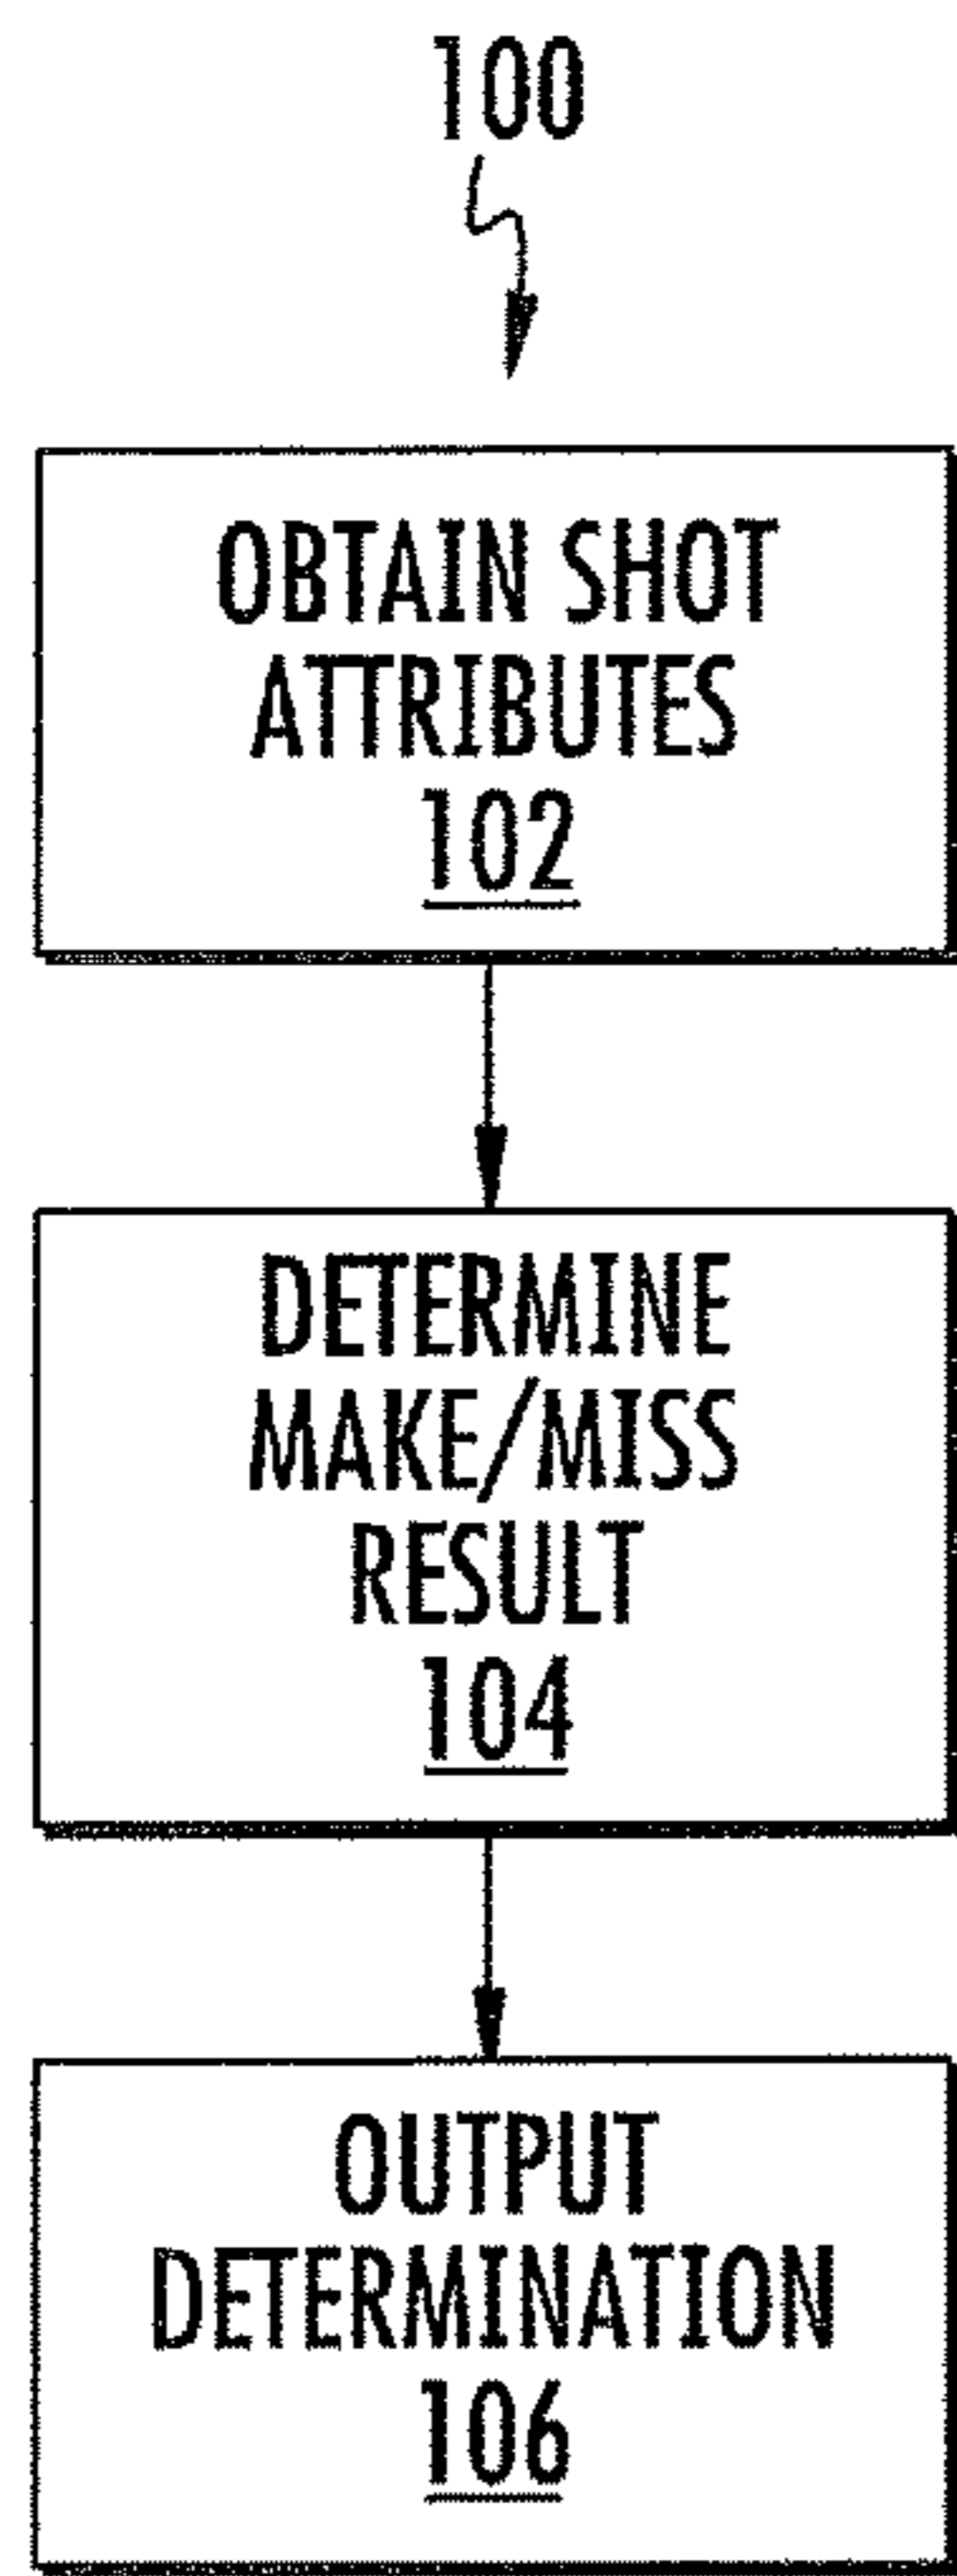 100
OBTAIN SHOT
ATTRIBUTES
102
DETERMINE
MAKE/MISS
RESULT
104
OUTPUT
DETERMINATION
106